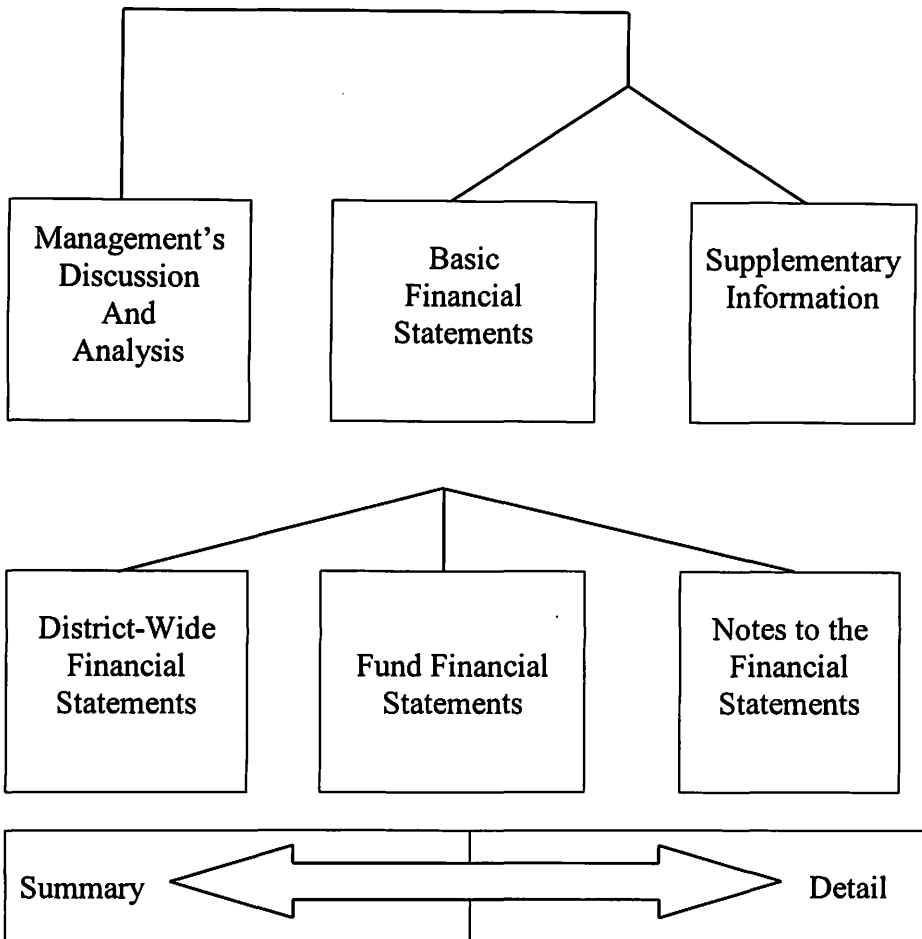 Management's
Discussion
And
Analysis
Basic
Financial
Statements
Supplementary
Information
District-Wide
Financial
Statements
Fund Financial
Statements
Notes to the
Financial
Statements
Summary
Detail